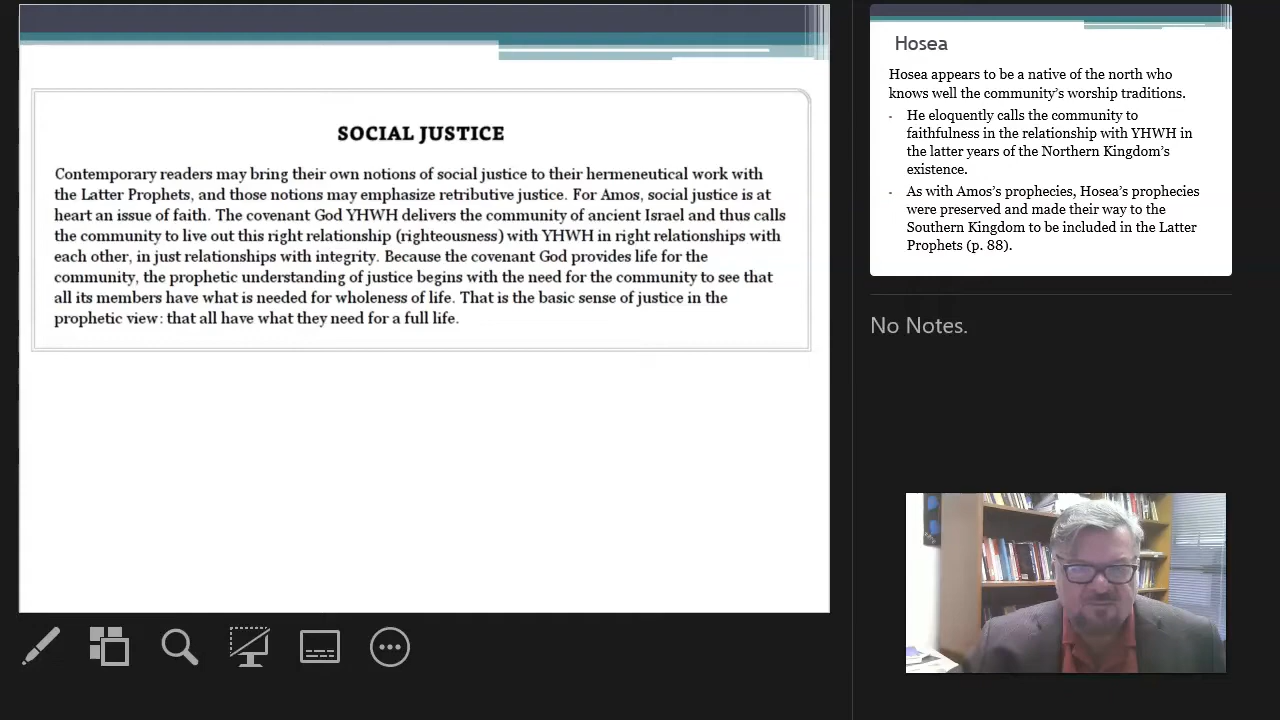 SOCIAL JUSTICE
Contemporary readers may bring their own notions of social justice to their hermeneutical work with
the Latter Prophets, and those notions may emphasize retributive justice. For Amos, social justice is at
heart an issue of faith. The covenant God YHWH delivers the community of ancient Israel and thus calls
the community to live out this right relationship (righteousness) with YHWH in right relationships with
each other, in just relationships with integrity. Because the covenant God provides life for the
community, the prophetic understanding of justice begins with the need for the community to see that
all its members have what is needed for wholeness of life. That is the basic sense of justice in the
prophetic view: that all have what they need for a full life.
Hosea
Hosea appears to be a native of the north who
knows well the community's worship traditions.
- He eloquently calls the community to
faithfulness in the relationship with YHWH in
the latter years of the Northern Kingdom's
existence.
- As with Amos's prophecies, Hosea's prophecies
were preserved and made their way to the
Southern Kingdom to be included in the Latter
Prophets (p. 88).
No Notes.